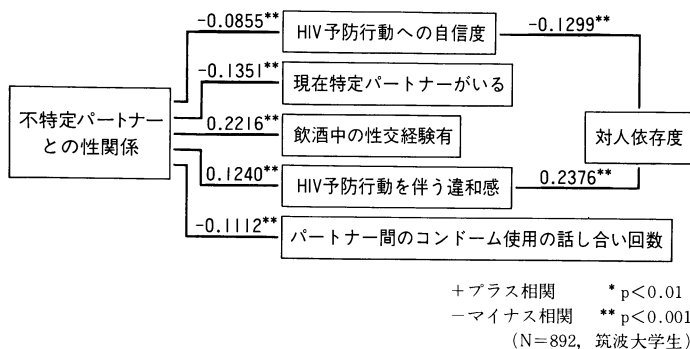 -0.0855**
HIV予防行動への自信度
-0.1299**
-0.1351**
現在特定パートナーがいる
不特定パートナー
との性関係
0.2216**
飲酒中の性交経験有
対人依存度
0.1240**
HIV予防行動を伴う違和感
0.2376**
-0.1112**
パートナー間のコンドーム使用の話し合い回数
+プラス相関 * p<0.01
−マイナス相関 ** p<0.001
(N=892, 筑波大学生)